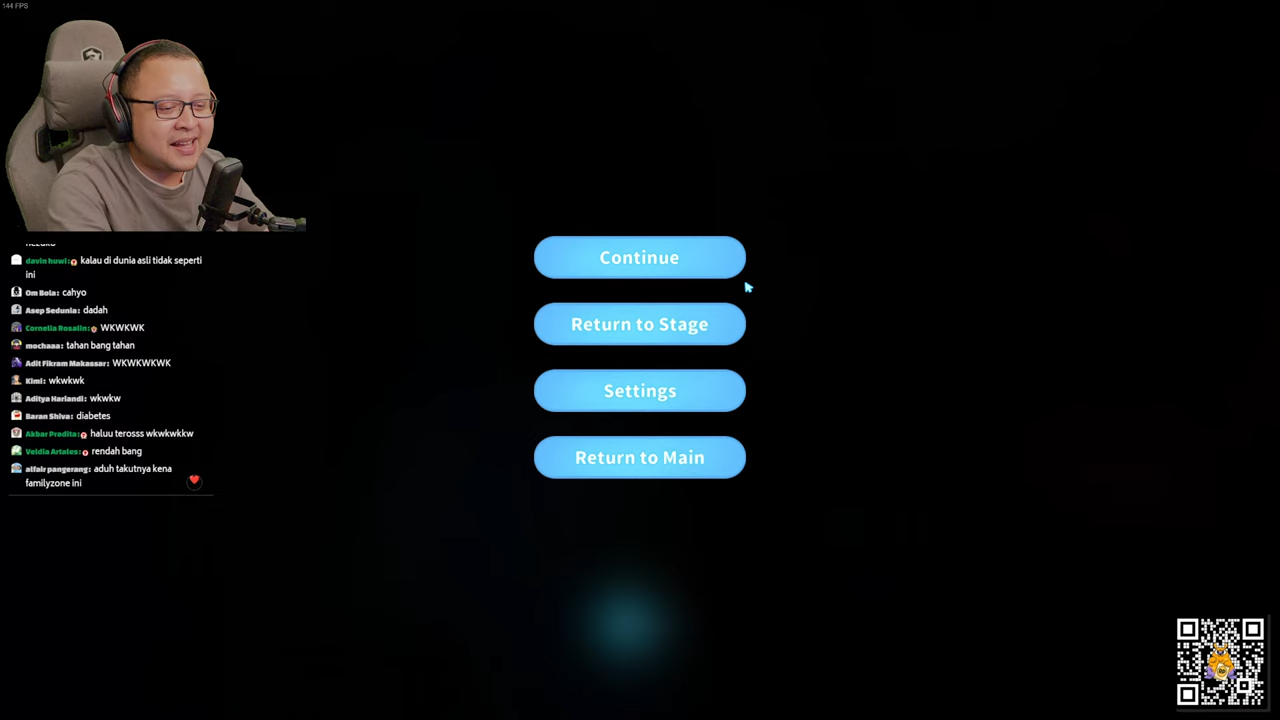 144 FPS
davin huwi: kalau di dunia asli tidak seperti
ini
Om Bola: cahyo
Asep Sedunia: dadah
Cornelia Rosalin: WKWKWK
mochaaa: tahan bang tahan
Adit Fikram Makassar: WKWKWKWK
Kimi: wkwkwk
Aditya Hariandi: wkwkw
Baran Shiva: diabetes
Akbar Pradita: haluu terosss wkwkwkkw
Veldia Artales: rendah bang
alfair pangerang: aduh takutnya kena
familyzone ini
Continue
Return to Stage
Settings
Return to Main